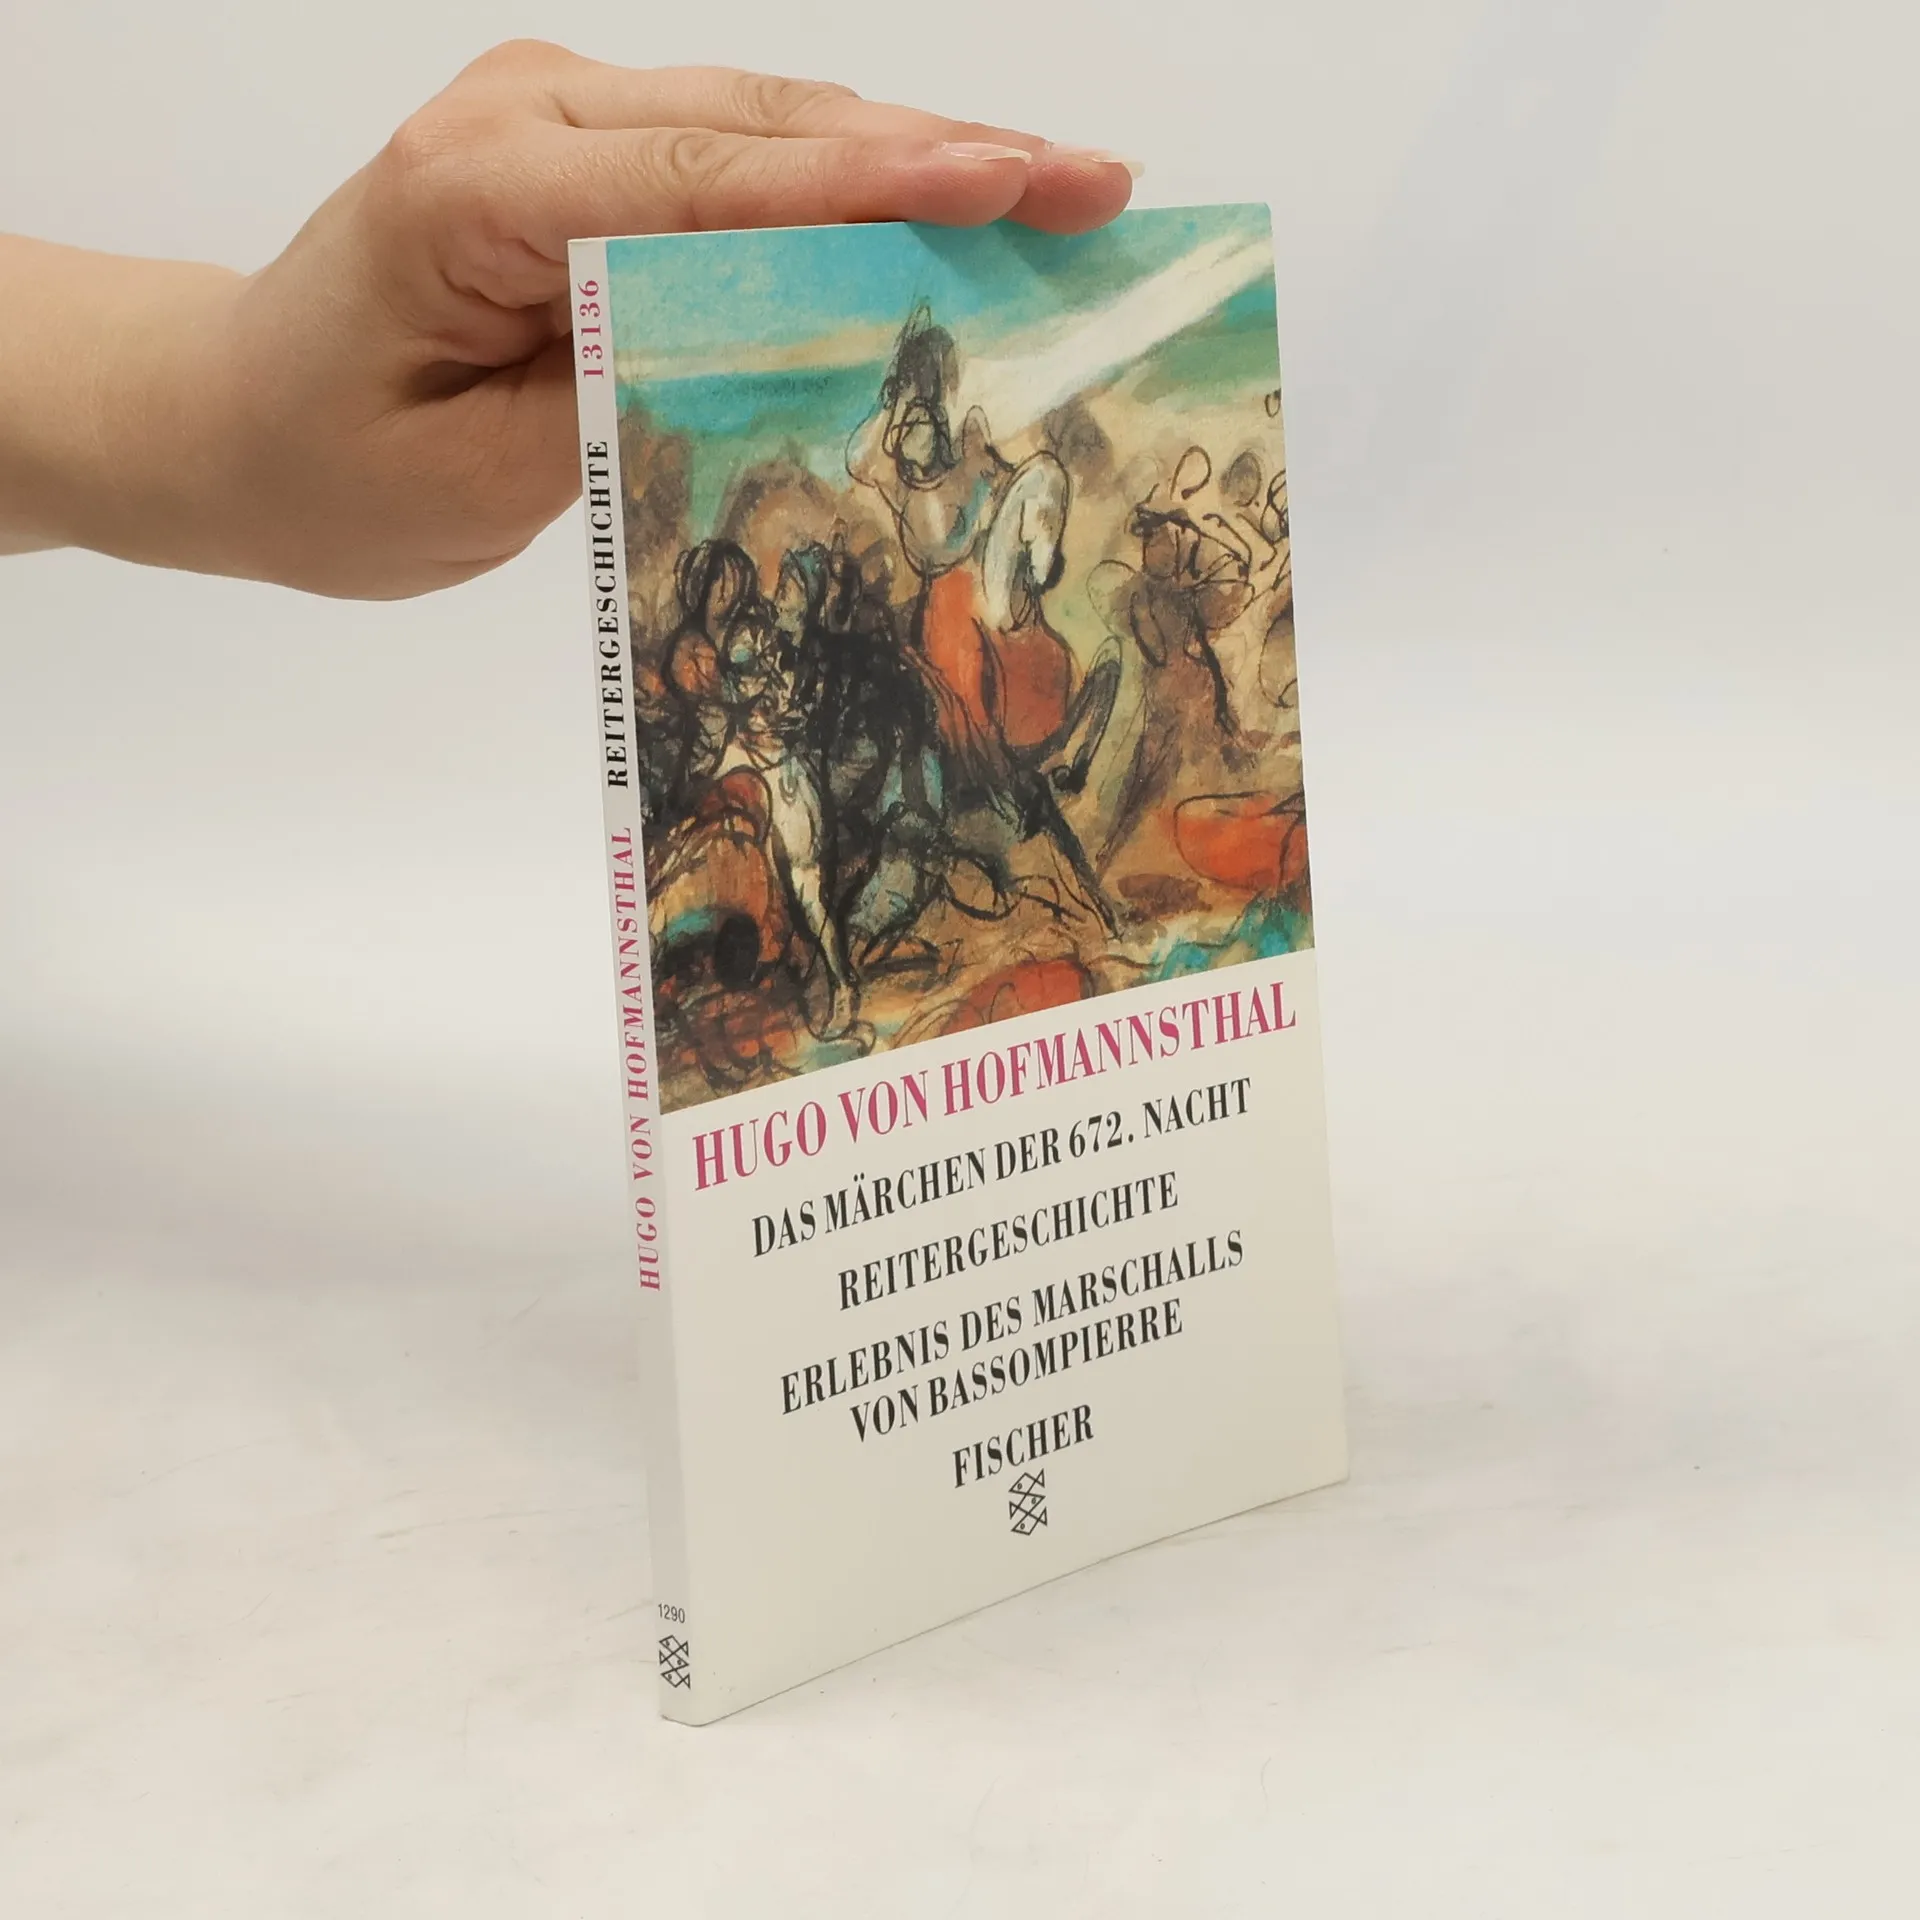 13136
REITERGESCHICHTE
HUGO VON HOFMANNSTHAL
1290
HUGO VON HOFMANNSTHAL
DAS MÄRCHEN DER 672. NACHT
REITERGESCHICHTE
ERLEBNIS DES MARSCHALLS
VON BASSOMPIERRE
FISCHER